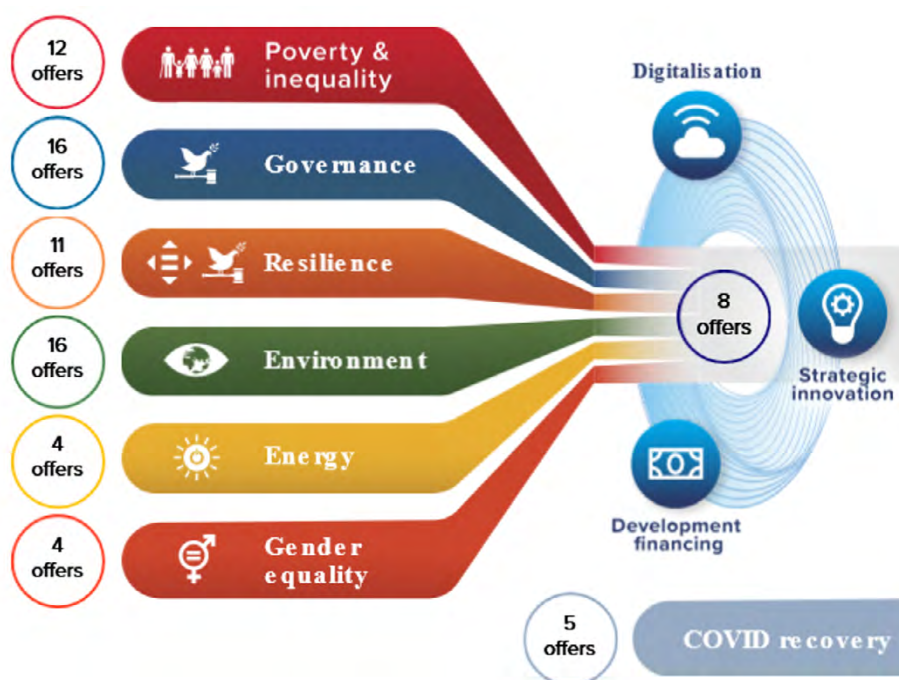 12
offers
Poverty &
inequality
16
offers
Governance
11
offers
Resilience
16
offers
Environment
4
offers
Energy
4
offers
Gender
equality
Digitalisation
8
offers
Strategic
innovation
Development
financing
5
offers
COVID recovery